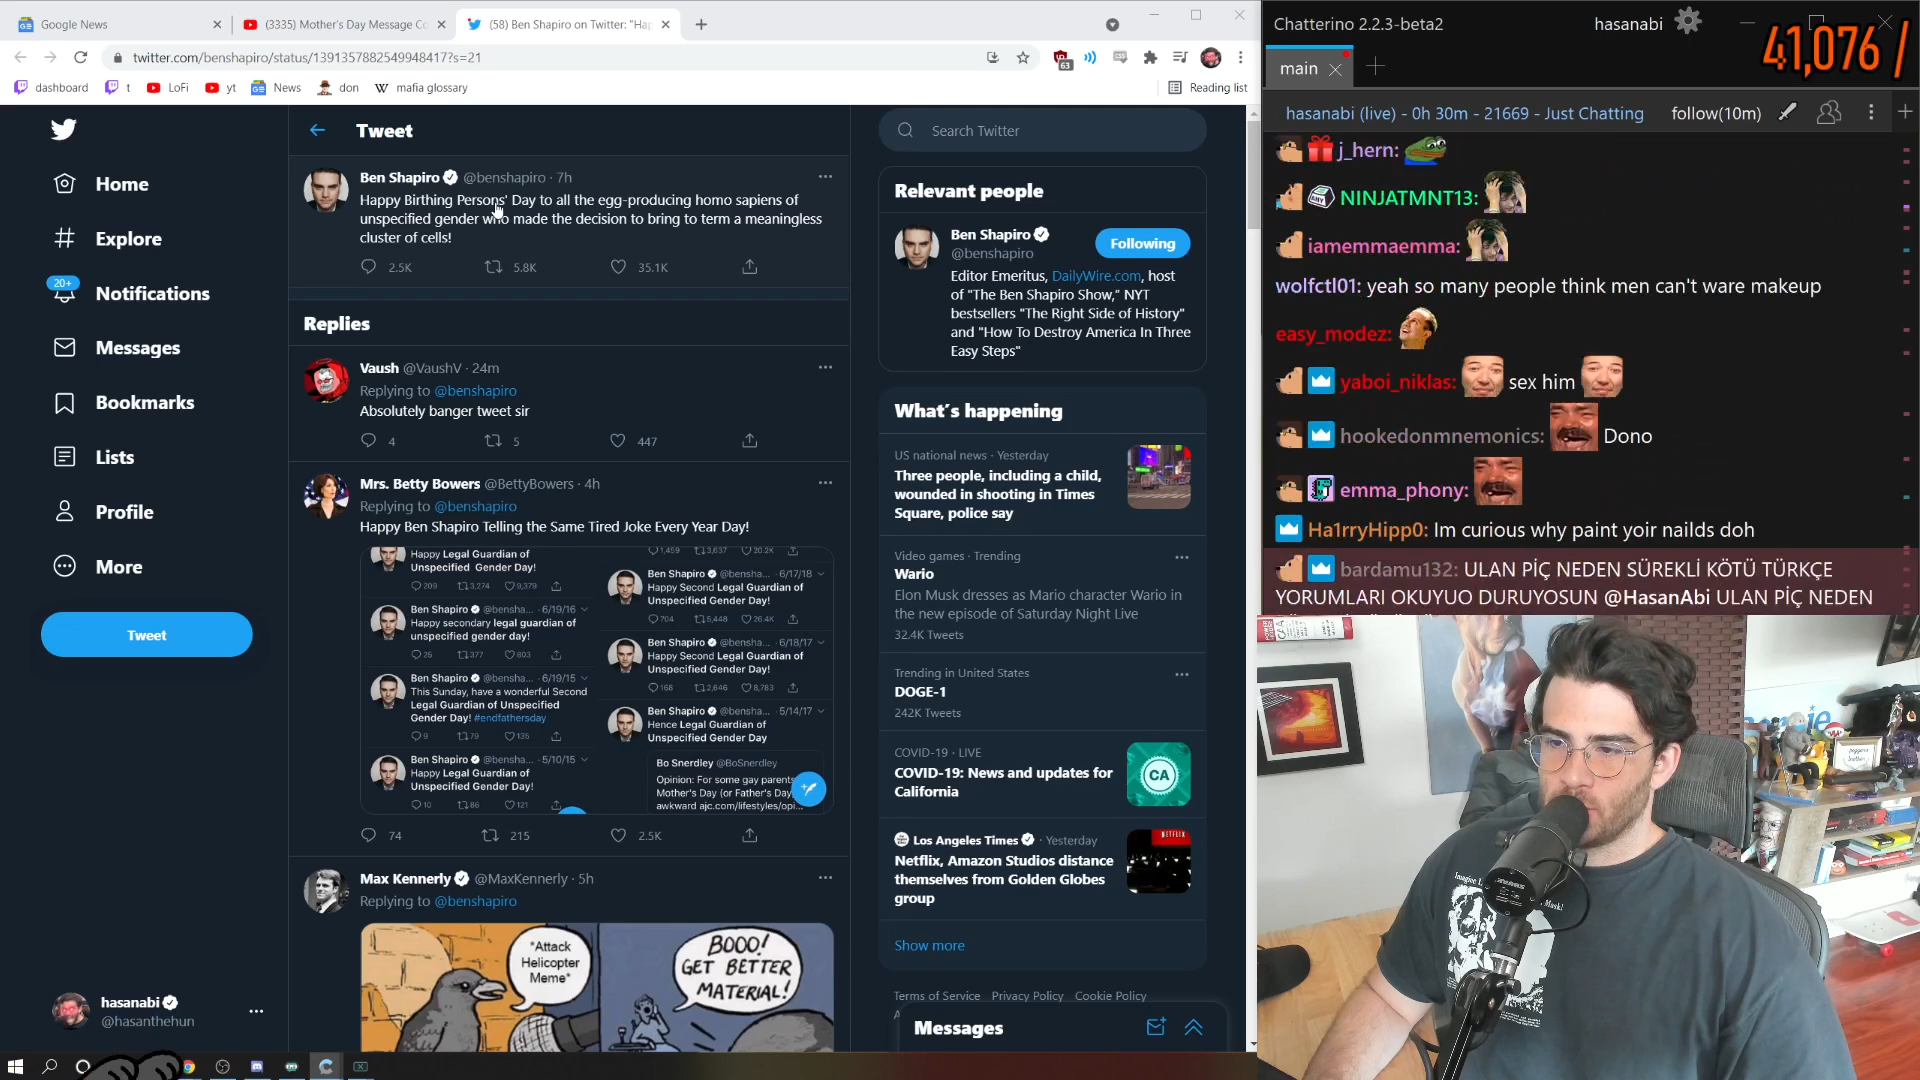 Google News
(3335) Mother's Day Message Co
(58) Ben Shapiro on Twitter: "Hap
twitter.com/benshapiro/status/1391357882549948417?s=21
63
dashboard
t
LoFi
yt
News
don
mafia glossary
Reading list
Home
Explore
20+
Notifications
Messages
Bookmarks
Lists
Profile
More
Tweet
hasanabi
@hasanthehun
Tweet
Ben Shapiro @benshapiro · 7h
Happy Birthing Persons' Day to all the egg-producing homo sapiens of
unspecified gender who made the decision to bring to term a meaningless
cluster of cells!
2.5K
5.8K
35.1K
Replies
Vaush @VaushV · 24m
Replying to @benshapiro
Absolutely banger tweet sir
4
5
447
Mrs. Betty Bowers @BettyBowers · 4h
Replying to @benshapiro
Happy Ben Shapiro Telling the Same Tired Joke Every Year Day!
Happy Legal Guardian of
Unspecified Gender Day!
209 3,274 9,379
Ben Shapiro @bensha... · 6/19/16
Happy secondary legal guardian of
unspecified gender day!
26 377 803
Ben Shapiro @bensha... · 6/19/15
This Sunday, have a wonderful Second
Legal Guardian of Unspecified
Gender Day! #endfathersday
9 79 135
Ben Shapiro @bensha... · 5/10/15
Happy Legal Guardian of
Unspecified Gender Day!
10 86 121
1,459 3,637 20.2K
Ben Shapiro @bensha... · 6/17/18
Happy Second Legal Guardian of
Unspecified Gender Day!
704 5,448 26.4K
Ben Shapiro @bensha... · 6/18/17
Happy Second Legal Guardian of
Unspecified Gender Day!
168 2,646 8,783
Ben Shapiro @bensha... · 5/14/17
Hence Legal Guardian of
Unspecified Gender Day
Bo Snerdley @BoSnerdley
Opinion: For some gay parents
Mother's Day (or Father's Day
awkward ajc.com/lifestyles/opi...
74
215
2.5K
Max Kennerly @MaxKennerly · 5h
Replying to @benshapiro
*Attack
Helicopter
Meme*
BOOO!
GET BETTER
MATERIAL!
Search Twitter
Relevant people
Ben Shapiro
@benshapiro
Following
Editor Emeritus, DailyWire.com, host
of "The Ben Shapiro Show," NYT
bestsellers "The Right Side of History"
and "How To Destroy America In Three
Easy Steps"
What's happening
US national news · Yesterday
Three people, including a child,
wounded in shooting in Times
Square, police say
Video games · Trending
Wario
Elon Musk dresses as Mario character Wario in
the new episode of Saturday Night Live
32.4K Tweets
Trending in United States
DOGE-1
242K Tweets
COVID-19 · LIVE
COVID-19: News and updates for
California
CA
Los Angeles Times · Yesterday
Netflix, Amazon Studios distance
themselves from Golden Globes
group
NETFLIX
Show more
Terms of Service Privacy Policy Cookie Policy
Messages
Chatterino 2.2.3-beta2
hasanabi
41,076 /
main
hasanabi (live) - 0h 30m - 21669 - Just Chatting
follow(10m)
j_hern:
NINJATMNT13:
iamemmaemma:
wolfctl01: yeah so many people think men can't ware makeup
easy_modez:
yaboi_niklas: sex him
hookedonmnemonics: Dono
emma_phony:
Ha1rryHipp0: Im curious why paint yoir nailds doh
bardamu132: ULAN PİÇ NEDEN SÜREKLİ KÖTÜ TÜRKÇE
YORUMLARI OKUYUO DURUYOSUN @HasanAbi ULAN PİÇ NEDEN